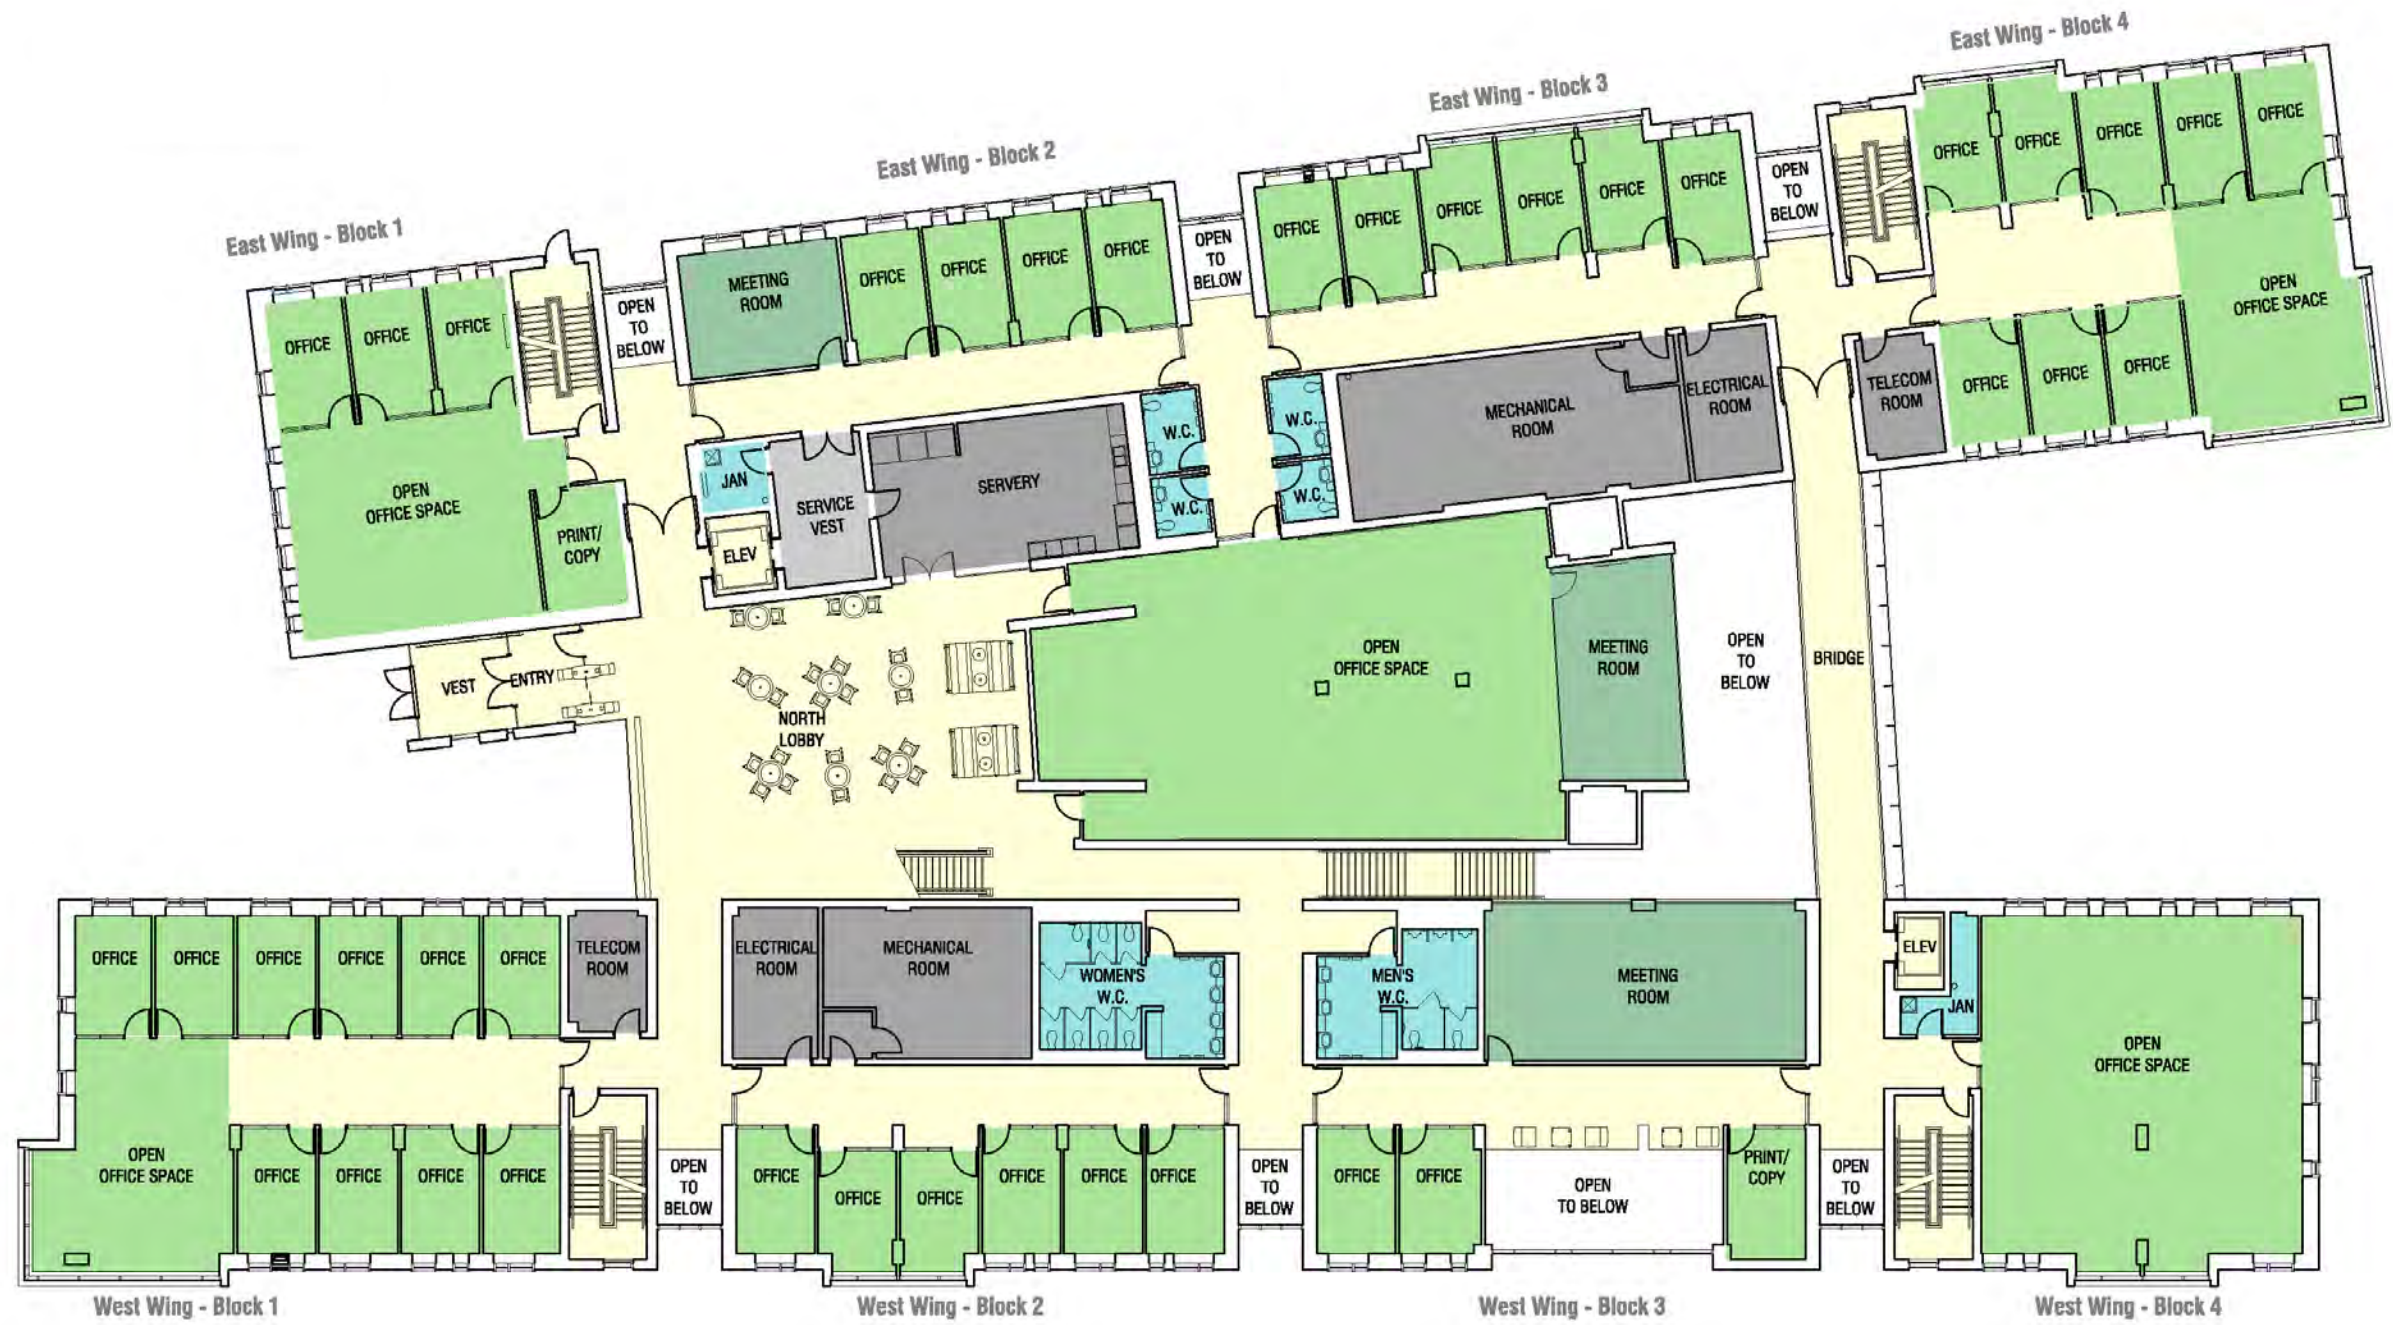 East Wing - Block 4
East Wing - Block 3
East Wing - Block 2
East Wing - Block 1
OFFICE
OFFICE
OFFICE
OFFICE
OFFICE
OPEN
TO
BELOW
OPEN
OFFICE SPACE
TELECOM
ROOM
OFFICE
OFFICE
OFFICE
OFFICE
OFFICE
OFFICE
OFFICE
OFFICE
OFFICE
OPEN
TO
BELOW
MECHANICAL
ROOM
ELECTRICAL
ROOM
W.C.
W.C.
MEETING
ROOM
OFFICE
OFFICE
OFFICE
OFFICE
OPEN
TO
BELOW
W.C.
W.C.
JAN
SERVICE
VEST
SERVERY
ELEV
OFFICE
OFFICE
OFFICE
OPEN
OFFICE SPACE
PRINT/
COPY
VEST
ENTRY
NORTH
LOBBY
OPEN
OFFICE SPACE
MEETING
ROOM
OPEN
TO
BELOW
BRIDGE
OFFICE
OFFICE
OFFICE
OFFICE
OFFICE
OFFICE
TELECOM
ROOM
ELECTRICAL
ROOM
MECHANICAL
ROOM
WOMEN'S
W.C.
MEN'S
W.C.
MEETING
ROOM
ELEV
JAN
OPEN
OFFICE SPACE
OPEN
OFFICE SPACE
OFFICE
OFFICE
OFFICE
OFFICE
OPEN
TO
BELOW
OFFICE
OFFICE
OFFICE
OFFICE
OFFICE
OFFICE
OPEN
TO
BELOW
OFFICE
OFFICE
OPEN
TO BELOW
PRINT/
COPY
OPEN
TO
BELOW
West Wing - Block 1
West Wing - Block 2
West Wing - Block 3
West Wing - Block 4